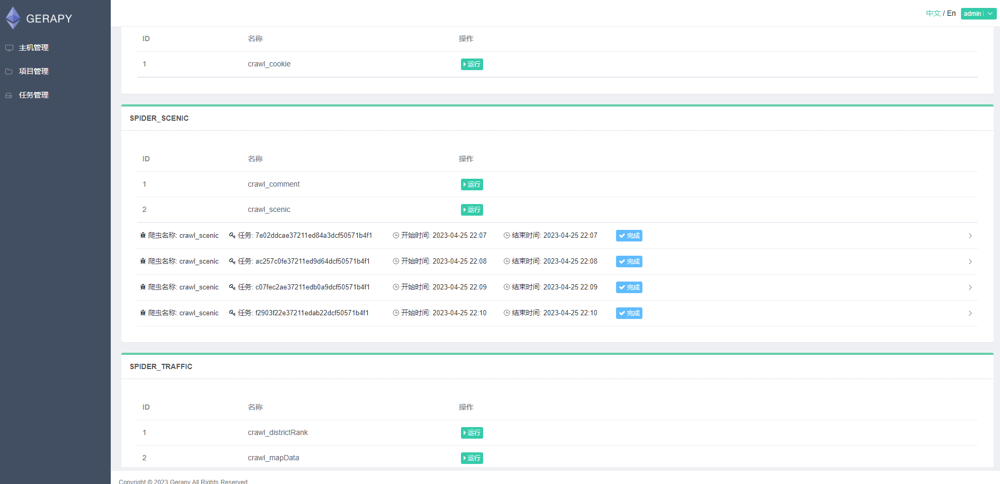 GERAPY
中文 / En admin
主机管理
项目管理
任务管理
ID 名称 操作
1 crawl_cookie 运行
SPIDER_SCENIC
ID 名称 操作
1 crawl_comment 运行
2 crawl_scenic 运行
爬虫名称: crawl_scenic 任务: 7e02ddcae37211ed84a3dcf50571b4f1 开始时间: 2023-04-25 22:07 结束时间: 2023-04-25 22:07 完成
爬虫名称: crawl_scenic 任务: ac257c0fe37211ed9d64dcf50571b4f1 开始时间: 2023-04-25 22:08 结束时间: 2023-04-25 22:08 完成
爬虫名称: crawl_scenic 任务: c07fec2ae37211edb0a9dcf50571b4f1 开始时间: 2023-04-25 22:09 结束时间: 2023-04-25 22:09 完成
爬虫名称: crawl_scenic 任务: f2903f22e37211edab22dcf50571b4f1 开始时间: 2023-04-25 22:10 结束时间: 2023-04-25 22:10 完成
SPIDER_TRAFFIC
ID 名称 操作
1 crawl_districtRank 运行
2 crawl_mapData 运行
Copyright © 2023 Gerapy All Rights Reserved